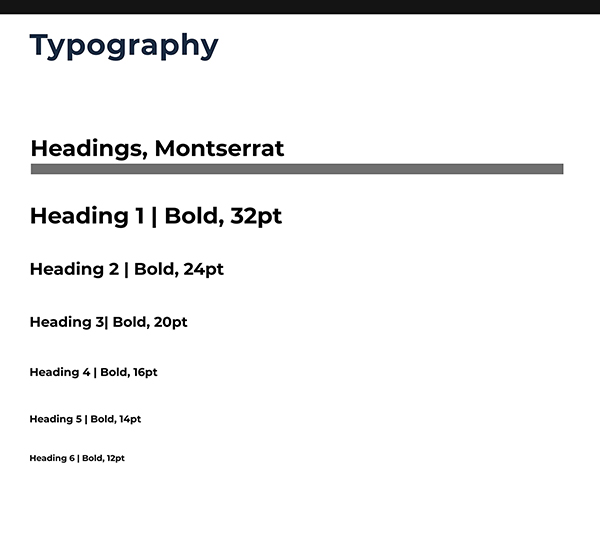 Typography
Headings, Montserrat
Heading 1 | Bold, 32pt
Heading 2 | Bold, 24pt
Heading 3| Bold, 20pt
Heading 4 | Bold, 16pt
Heading 5 | Bold, 14pt
Heading 6 | Bold, 12pt